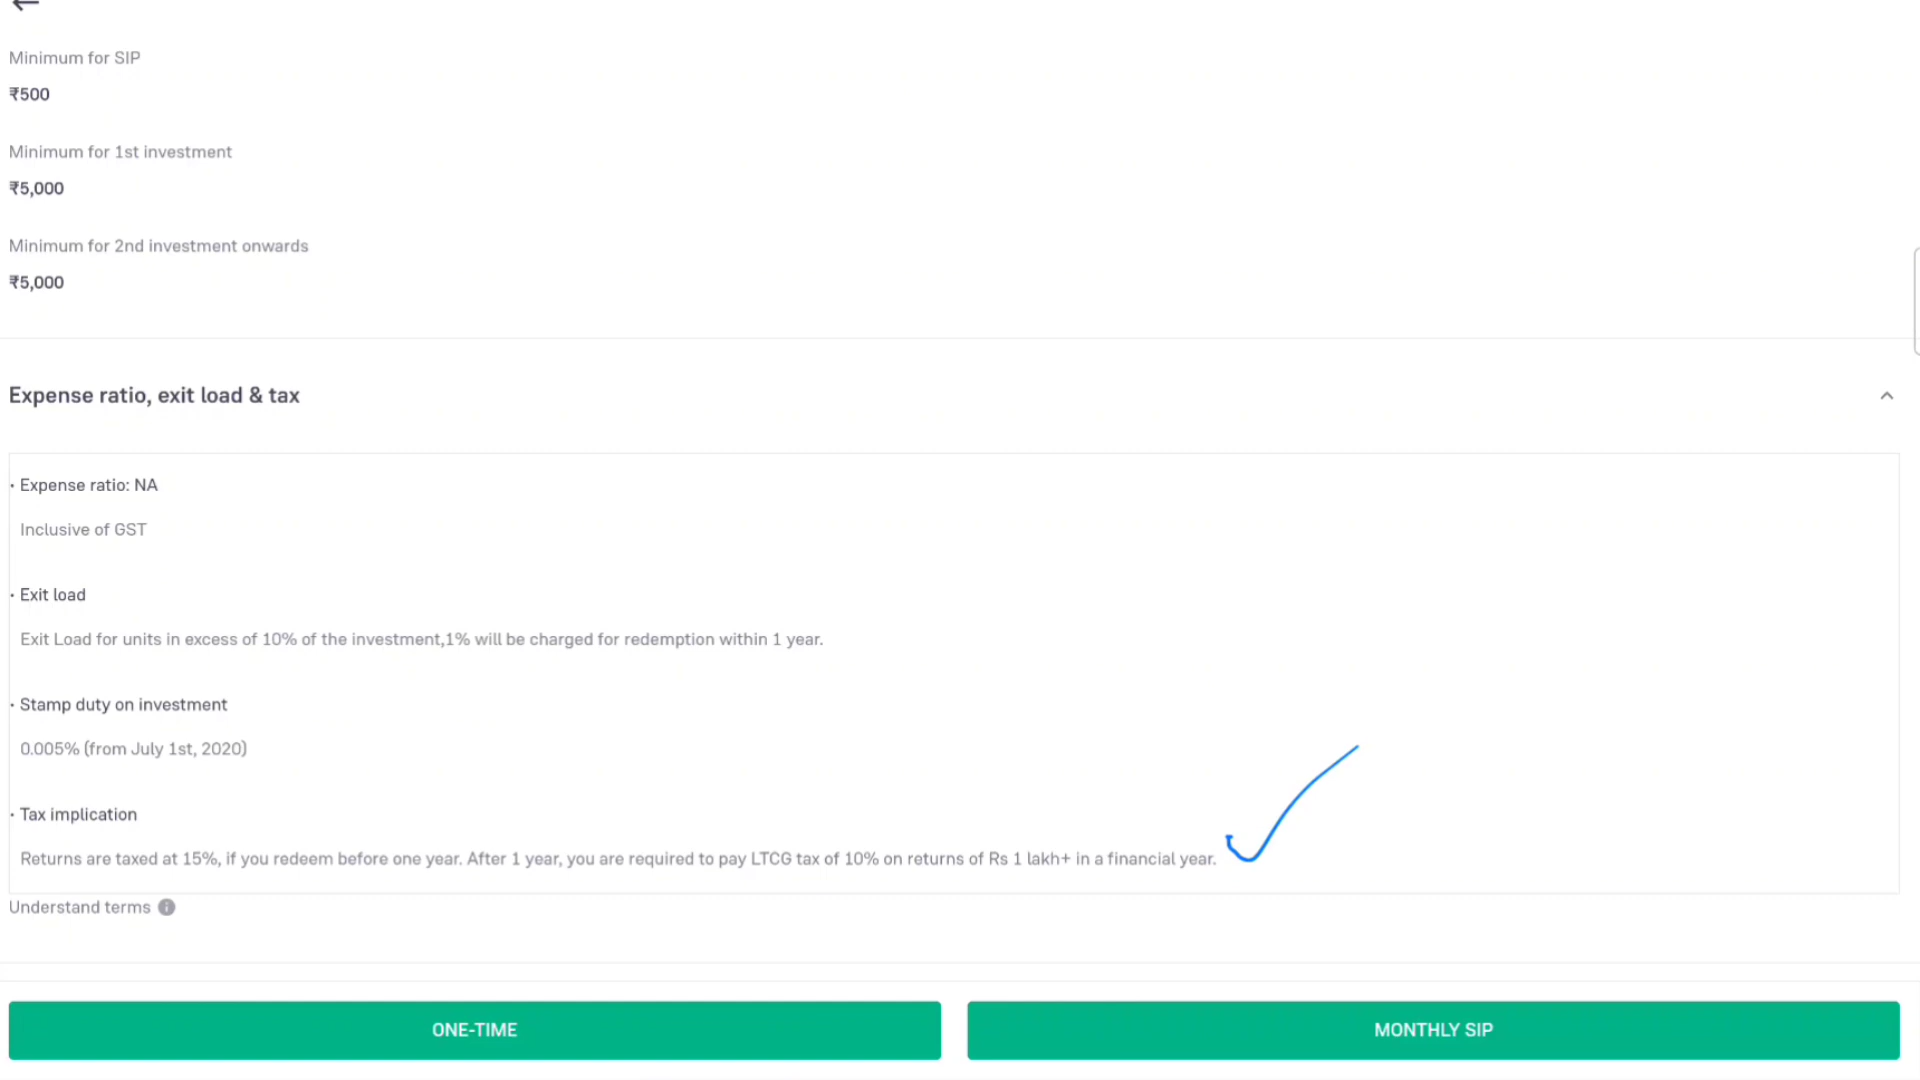 Minimum for SIP
₹500
Minimum for 1st investment
₹5,000
Minimum for 2nd investment onwards
₹5,000
Expense ratio, exit load & tax
· Expense ratio: NA
Inclusive of GST
· Exit load
Exit Load for units in excess of 10% of the investment,1% will be charged for redemption within 1 year.
· Stamp duty on investment
0.005% (from July 1st, 2020)
· Tax implication
Returns are taxed at 15%, if you redeem before one year. After 1 year, you are required to pay LTCG tax of 10% on returns of Rs 1 lakh+ in a financial year.
Understand terms
ONE-TIME
MONTHLY SIP